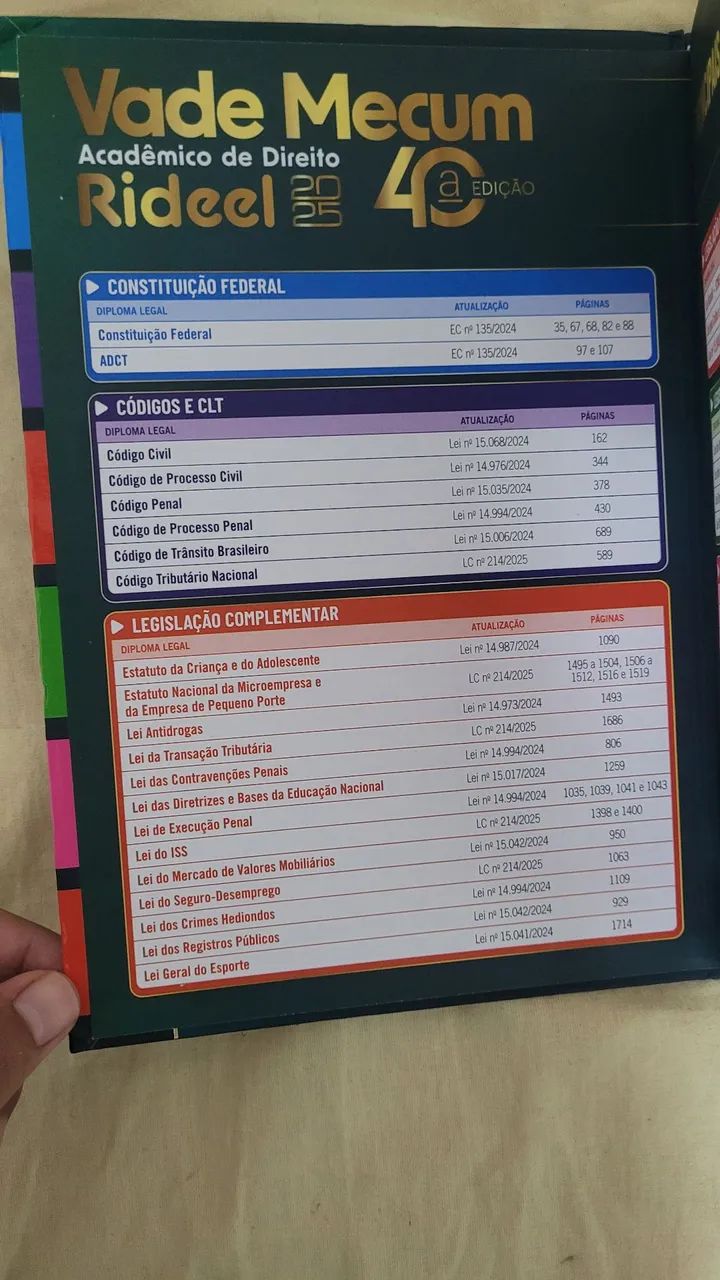 Vade Mecum
Acadêmico de Direito
Rideel 2025 40ª EDIÇÃO
CONSTITUIÇÃO FEDERAL
DIPLOMA LEGAL ATUALIZAÇÃO PÁGINAS
Constituição Federal EC nº 135/2024 35, 67, 68, 82 e 88
ADCT EC nº 135/2024 97 e 107
CÓDIGOS E CLT
DIPLOMA LEGAL ATUALIZAÇÃO PÁGINAS
Código Civil Lei nº 15.068/2024 162
Código de Processo Civil Lei nº 14.976/2024 344
Código Penal Lei nº 15.035/2024 378
Código de Processo Penal Lei nº 14.994/2024 430
Código de Trânsito Brasileiro Lei nº 15.006/2024 689
Código Tributário Nacional LC nº 214/2025 589
LEGISLAÇÃO COMPLEMENTAR
DIPLOMA LEGAL ATUALIZAÇÃO PÁGINAS
Estatuto da Criança e do Adolescente Lei nº 14.987/2024 1090
Estatuto Nacional da Microempresa e
da Empresa de Pequeno Porte LC nº 214/2025 1495 a 1504, 1506 a
1512, 1516 e 1519
Lei Antidrogas Lei nº 14.973/2024 1493
Lei da Transação Tributária LC nº 214/2025 1686
Lei das Contravenções Penais Lei nº 14.994/2024 806
Lei das Diretrizes e Bases da Educação Nacional Lei nº 15.017/2024 1259
Lei de Execução Penal Lei nº 14.994/2024 1035, 1039, 1041 e 1043
Lei do ISS LC nº 214/2025 1398 e 1400
Lei do Mercado de Valores Mobiliários Lei nº 15.042/2024 950
Lei do Seguro-Desemprego LC nº 214/2025 1063
Lei dos Crimes Hediondos Lei nº 14.994/2024 1109
Lei dos Registros Públicos Lei nº 15.042/2024 929
Lei Geral do Esporte Lei nº 15.041/2024 1714